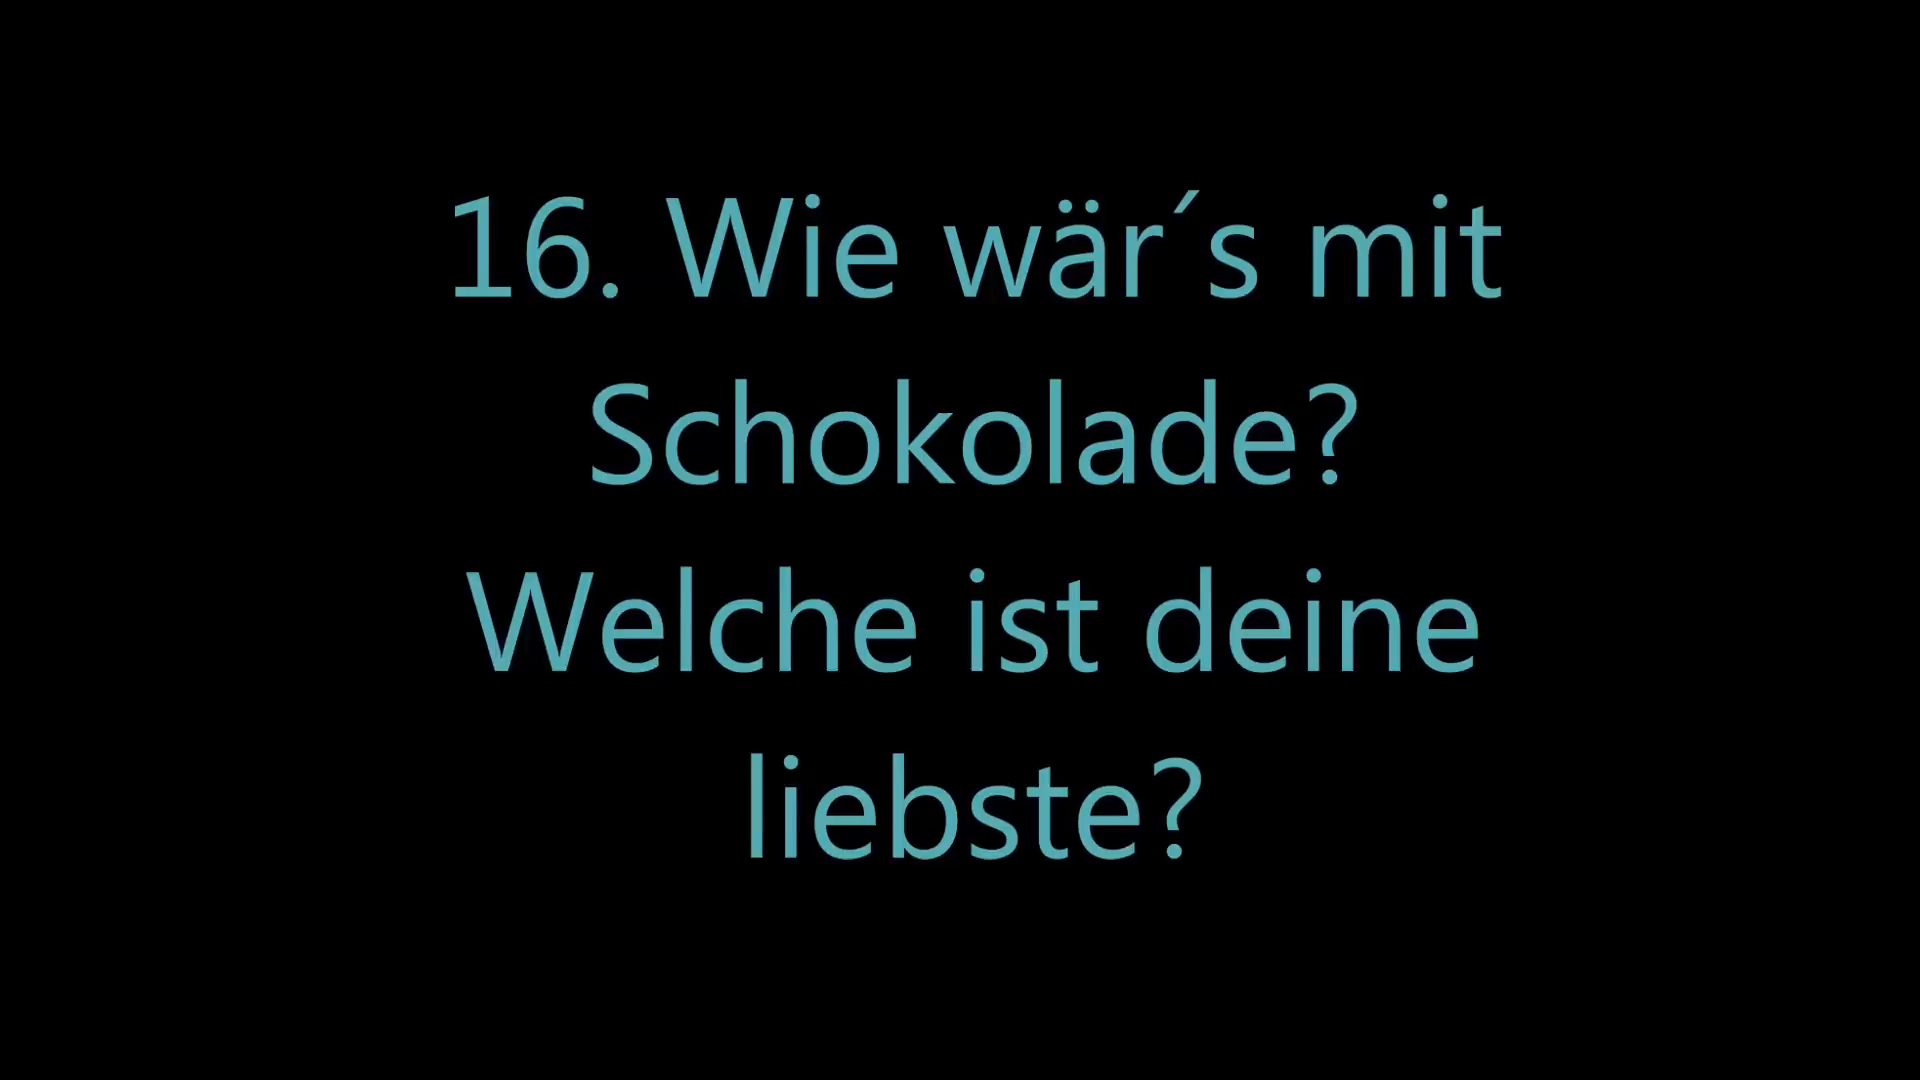 16. Wie wär´s mit
Schokolade?
Welche ist deine
liebste?